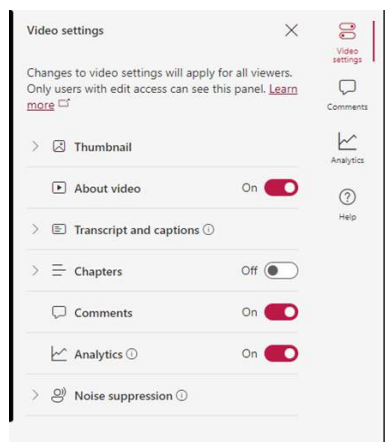 Video settings
Changes to video settings will apply for all viewers.
Only users with edit access can see this panel. Learn
more
Thumbnail
About video On
Transcript and captions
Chapters Off
Comments On
Analytics On
Noise suppression
Video
settings
Comments
Analytics
Help